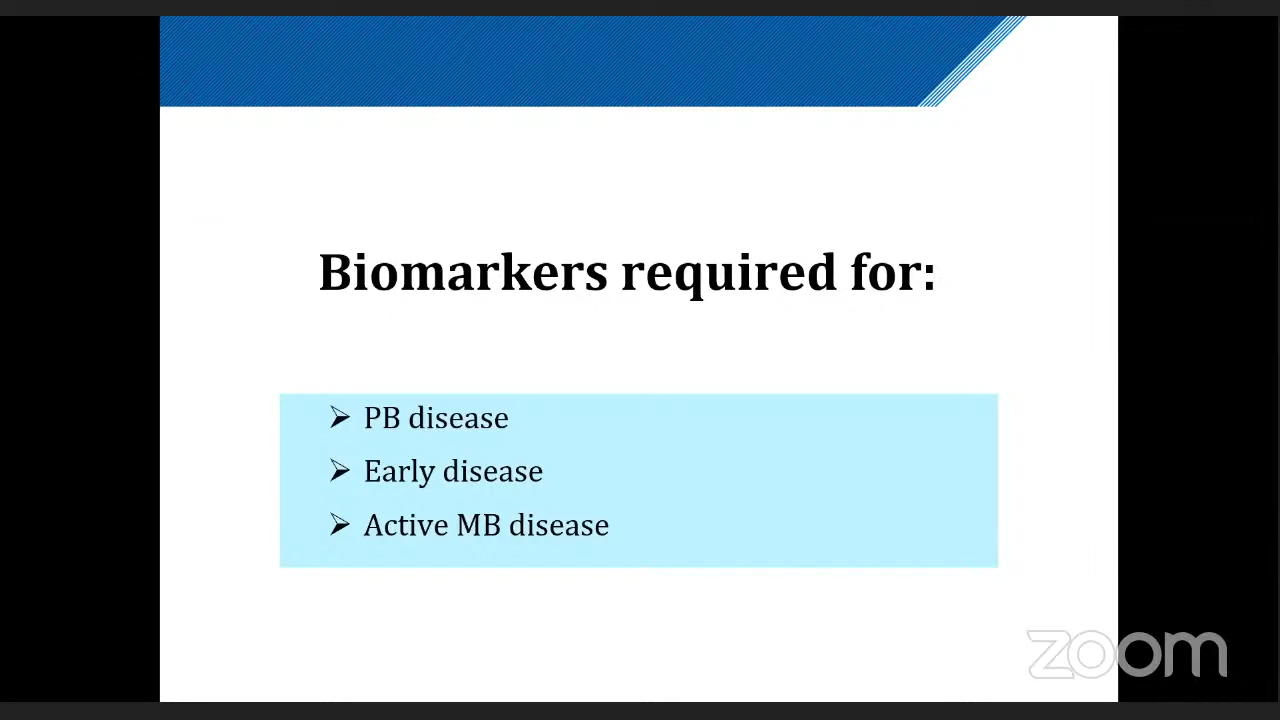 Biomarkers required for:
➢ PB disease
➢ Early disease
➢ Active MB disease
zoom